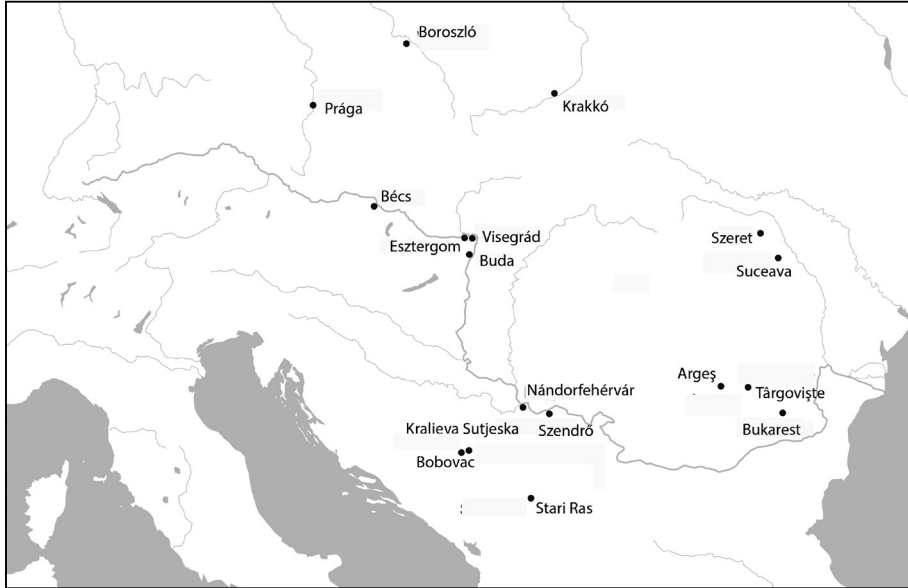 Boroszló
Prága
Krakkó
Bécs
Esztergom
Visegrád
Buda
Szeret
Suceava
Argeş
Târgovişte
Bukarest
Nándorfehérvár
Szendrő
Kralieva Sutjeska
Bobovac
Stari Ras